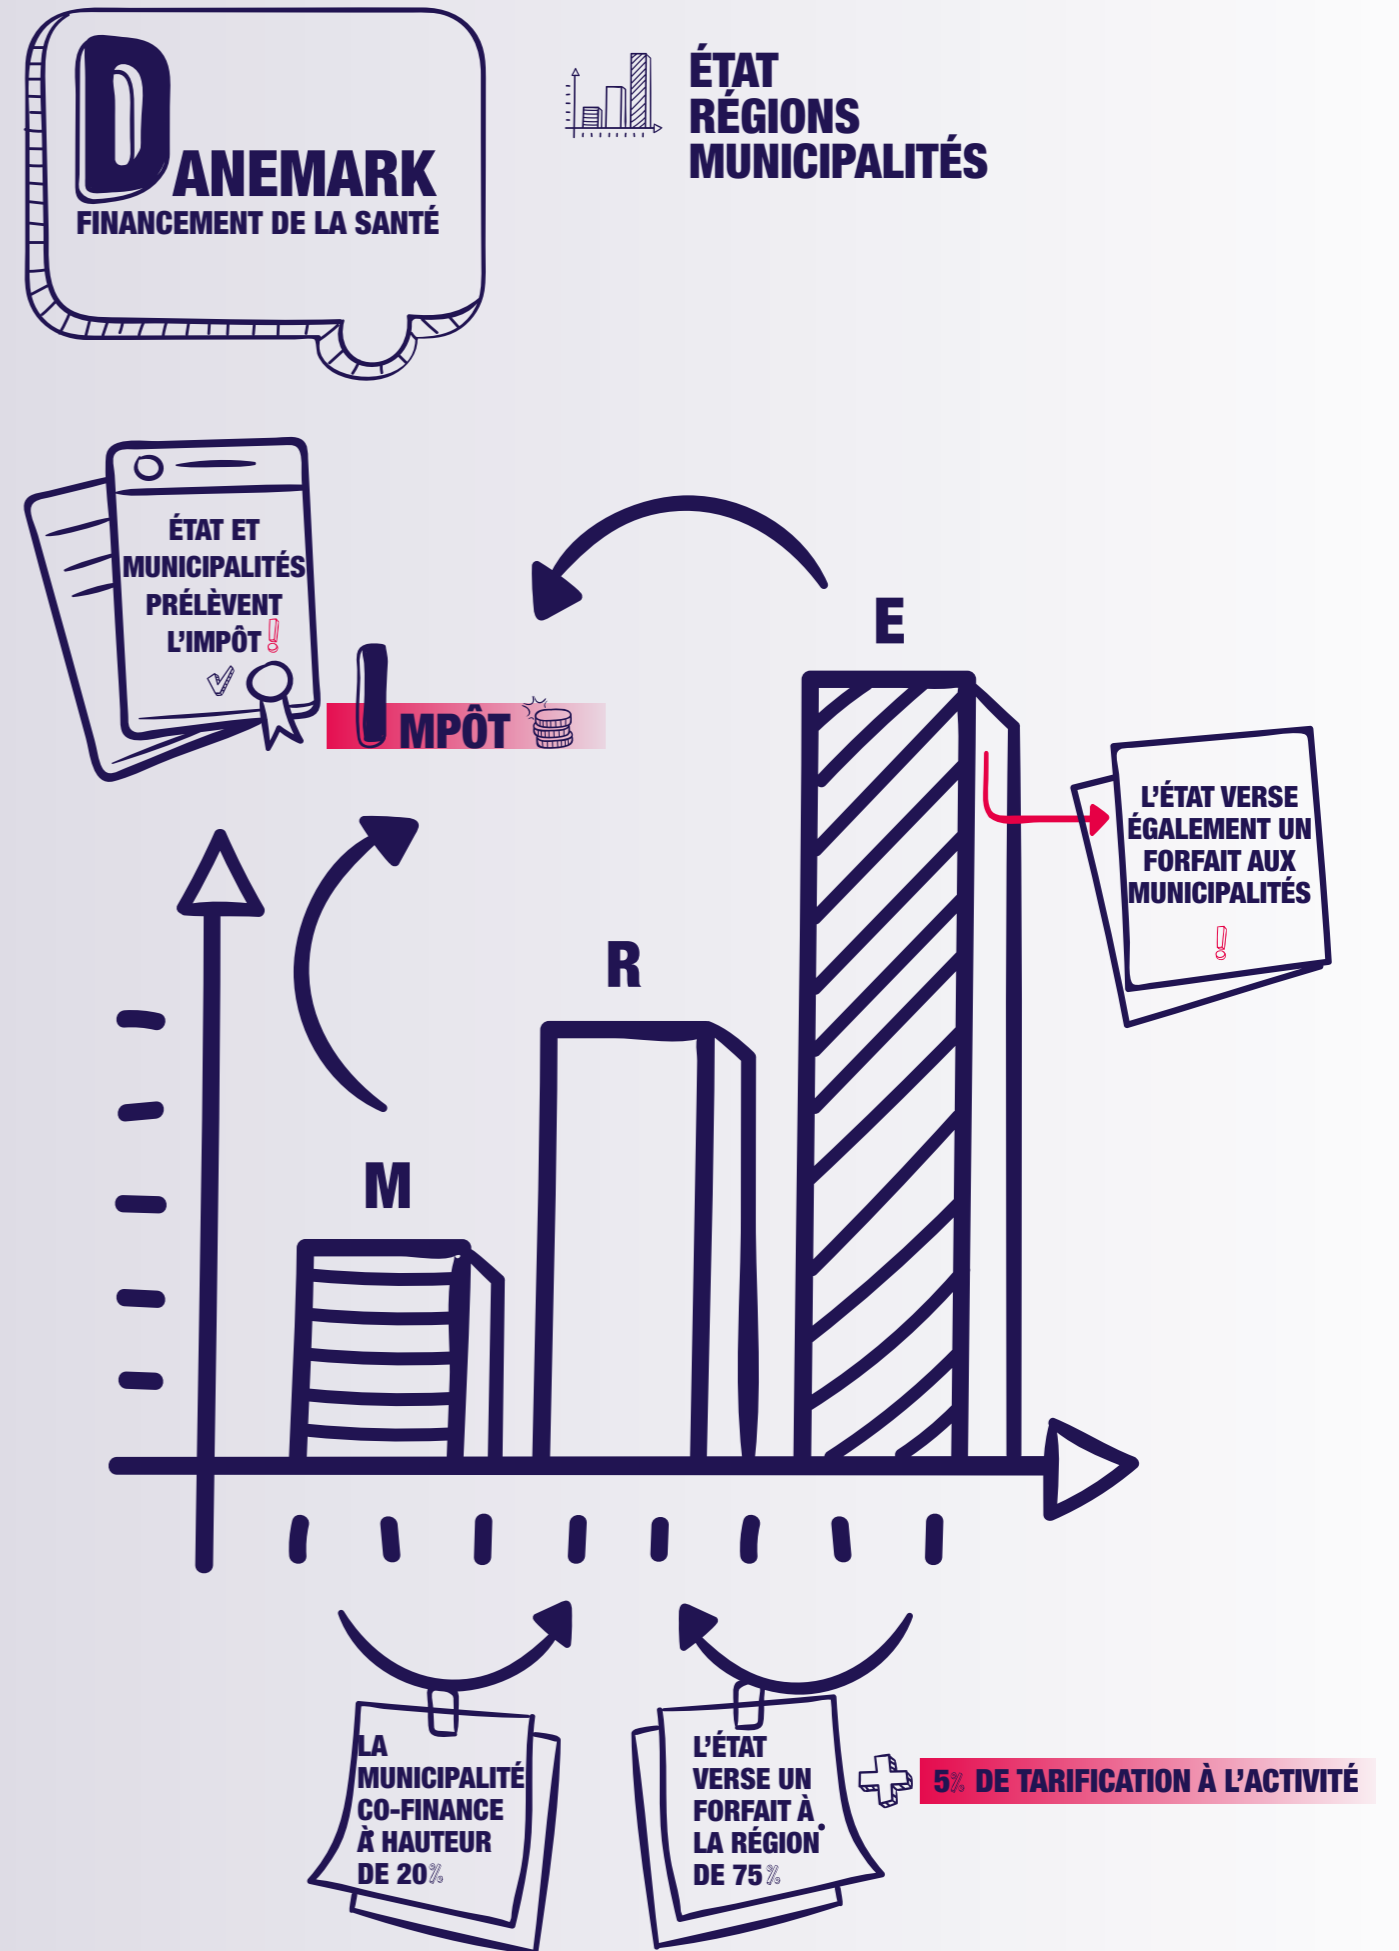 DANEMARK
FINANCEMENT DE LA SANTÉ
ÉTAT
RÉGIONS
MUNICIPALITÉS
ÉTAT ET
MUNICIPALITÉS
PRÉLÈVENT
L'IMPÔT !
IMPÔT
E
L'ÉTAT VERSE
ÉGALEMENT UN
FORFAIT AUX
MUNICIPALITÉS
!
R
M
LA
MUNICIPALITÉ
CO-FINANCE
À HAUTEUR
DE 20%
L'ÉTAT
VERSE UN
FORFAIT À
LA RÉGION
DE 75%
5% DE TARIFICATION À L'ACTIVITÉ